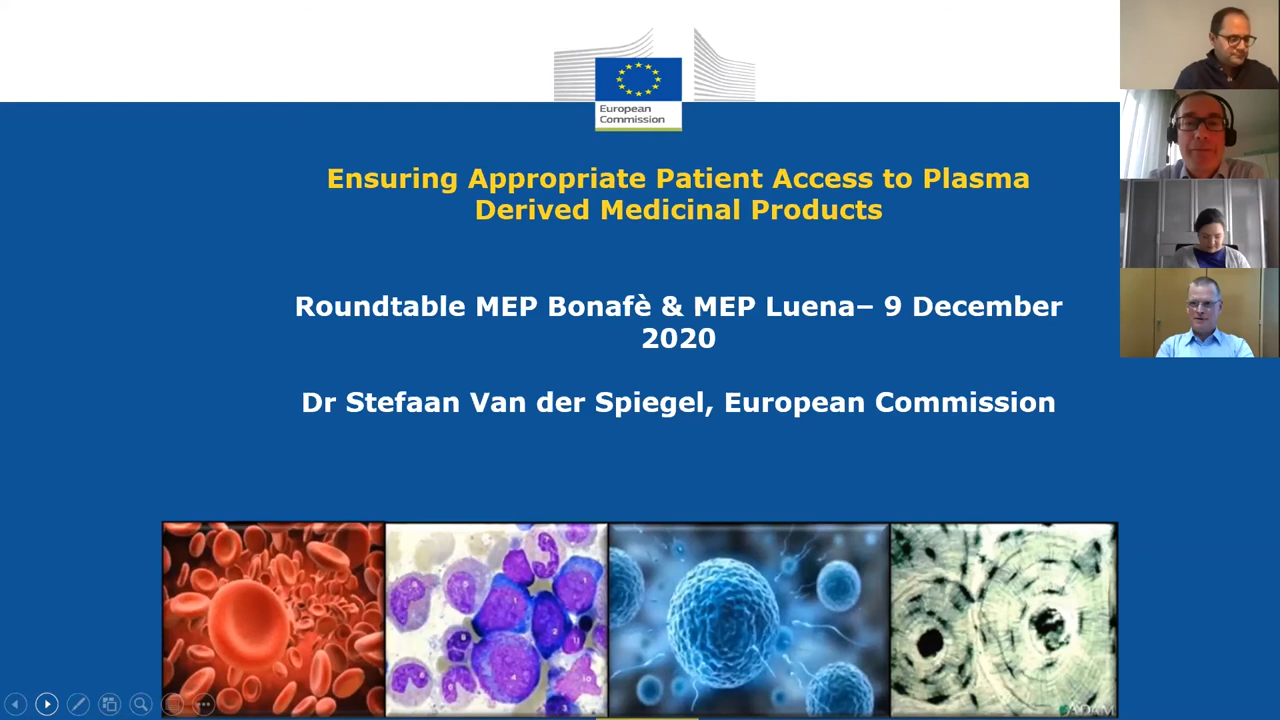 European
Commission
Ensuring Appropriate Patient Access to Plasma
Derived Medicinal Products
Roundtable MEP Bonafè & MEP Luena– 9 December
2020
Dr Stefaan Van der Spiegel, European Commission
ADAM